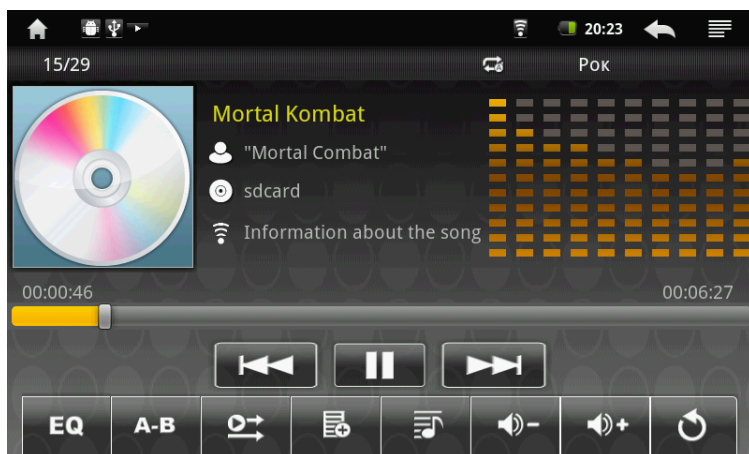 20:23
15/29
Рок
Mortal Kombat
"Mortal Combat"
sdcard
Information about the song
00:00:46
00:06:27
EQ
A-B